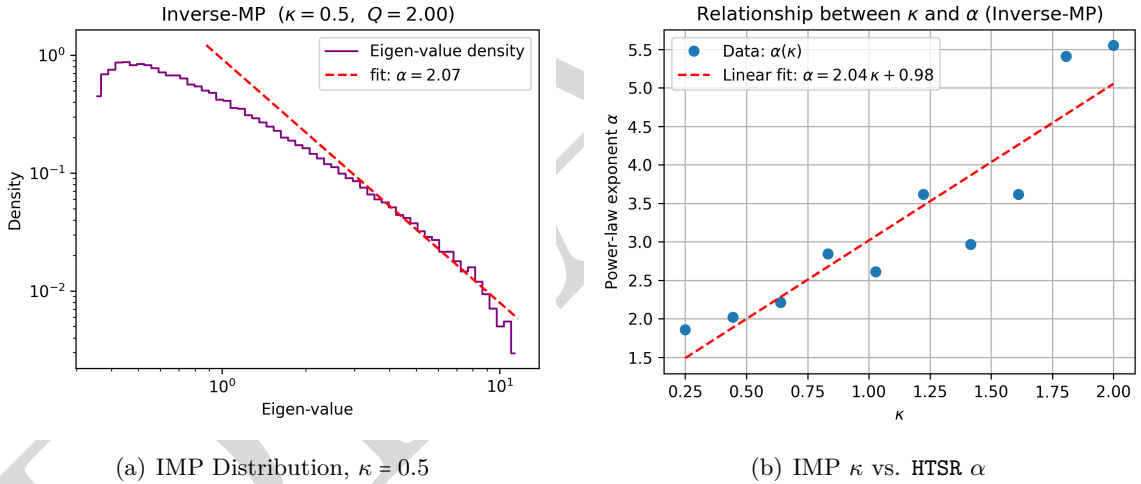 Inverse-MP (κ = 0.5, Q = 2.00)
Eigen-value density
fit: α = 2.07
10⁰
10⁻¹
10⁻²
Density
10⁰
10¹
Eigen-value
(a) IMP Distribution, κ = 0.5
Relationship between κ and α (Inverse-MP)
Data: α(κ)
Linear fit: α = 2.04 κ + 0.98
5.5
5.0
4.5
4.0
3.5
3.0
2.5
2.0
1.5
Power-law exponent α
0.25 0.50 0.75 1.00 1.25 1.50 1.75 2.00
κ
(b) IMP κ vs. HTSR α